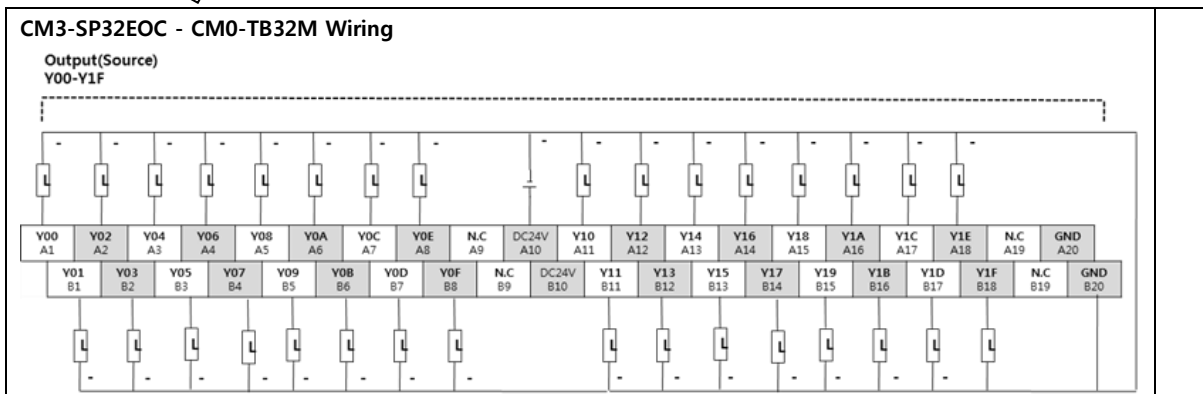 CM3-SP32EOC - CM0-TB32M Wiring
Output(Source)
Y00-Y1F
- - - - - - - - - - - - - - - - -
L L L L L L L L L L L L L L L L
Y00 Y02 Y04 Y06 Y08 Y0A Y0C Y0E N.C DC24V Y10 Y12 Y14 Y16 Y18 Y1A Y1C Y1E N.C GND
A1 A2 A3 A4 A5 A6 A7 A8 A9 A10 A11 A12 A13 A14 A15 A16 A17 A18 A19 A20
Y01 Y03 Y05 Y07 Y09 Y0B Y0D Y0F N.C DC24V Y11 Y13 Y15 Y17 Y19 Y1B Y1D Y1F N.C GND
B1 B2 B3 B4 B5 B6 B7 B8 B9 B10 B11 B12 B13 B14 B15 B16 B17 B18 B19 B20
L L L L L L L L L L L L L L L L
- - - - - - - - - - - - - - - -